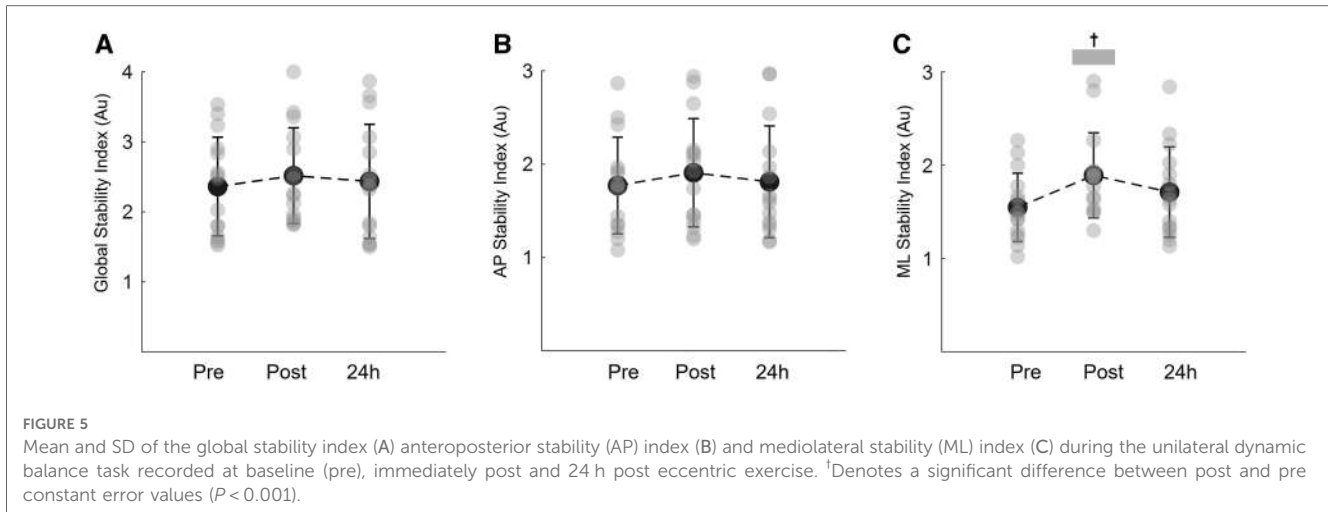 A
Global Stability Index (Au)
4
3
2
1
Pre Post 24h
B
AP Stability Index (Au)
3
2
1
Pre Post 24h
C
†
ML Stability Index (Au)
3
2
1
Pre Post 24h
FIGURE 5
Mean and SD of the global stability index (A) anteroposterior stability (AP) index (B) and mediolateral stability (ML) index (C) during the unilateral dynamic
balance task recorded at baseline (pre), immediately post and 24 h post eccentric exercise. †Denotes a significant difference between post and pre
constant error values (P < 0.001).